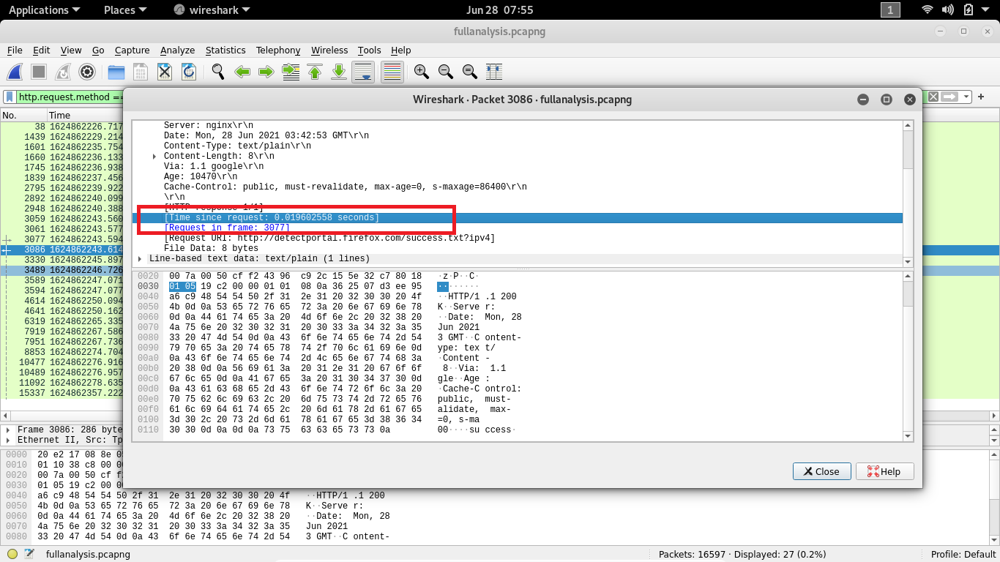 Applications Places wireshark Jun 28 07:55 1
fullanalysis.pcapng
File Edit View Go Capture Analyze Statistics Telephony Wireless Tools Help
http.request.method ==
No. Time
38 1624862226.717
1439 1624862229.214
1601 1624862235.754
1660 1624862236.133
1745 1624862236.938
1839 1624862237.456
2795 1624862239.922
2892 1624862240.099
2948 1624862240.388
3059 1624862243.560
3061 1624862243.577
3077 1624862243.594
3086 1624862243.614
3330 1624862245.897
3489 1624862246.726
3589 1624862247.071
3594 1624862247.077
4614 1624862250.094
4641 1624862250.162
6319 1624862265.335
7919 1624862267.586
7951 1624862267.736
8853 1624862274.704
10477 1624862276.916
10489 1624862276.957
11092 1624862278.635
15337 1624862357.222
Wireshark · Packet 3086 · fullanalysis.pcapng
Server: nginx\r\n
Date: Mon, 28 Jun 2021 03:42:53 GMT\r\n
Content-Type: text/plain\r\n
Content-Length: 8\r\n
Via: 1.1 google\r\n
Age: 10470\r\n
Cache-Control: public, must-revalidate, max-age=0, s-maxage=86400\r\n
\r\n
[HTTP response 1/1]
[Time since request: 0.019602558 seconds]
[Request in frame: 3077]
[Request URI: http://detectportal.firefox.com/success.txt?ipv4]
File Data: 8 bytes
Line-based text data: text/plain (1 lines)
0020 00 7a 00 50 cf f2 43 96 c9 2c 15 5e 32 c7 80 18 ·z·P··C·
0030 01 05 19 c2 00 00 01 01 08 0a 36 25 07 d3 ee 95 ········
0040 a6 c9 48 54 54 50 2f 31 2e 31 20 32 30 30 20 4f ··HTTP/1 .1 200
0050 4b 0d 0a 53 65 72 76 65 72 3a 20 6e 67 69 6e 78 K··Serve r:
0060 0d 0a 44 61 74 65 3a 20 4d 6f 6e 2c 20 32 38 20 ··Date: Mon, 28
0070 4a 75 6e 20 32 30 32 31 20 30 33 3a 34 32 3a 35 Jun 2021
0080 33 20 47 4d 54 0d 0a 43 6f 6e 74 65 6e 74 2d 54 3 GMT··C ontent-
0090 79 70 65 3a 20 74 65 78 74 2f 70 6c 61 69 6e 0d ype: tex t/
00a0 0a 43 6f 6e 74 65 6e 74 2d 4c 65 6e 67 74 68 3a ·Content -
00b0 20 38 0d 0a 56 69 61 3a 20 31 2e 31 20 67 6f 6f 8··Via: 1.1
00c0 67 6c 65 0d 0a 41 67 65 3a 20 31 30 34 37 30 0d gle··Age :
00d0 0a 43 61 63 68 65 2d 43 6f 6e 74 72 6f 6c 3a 20 ·Cache-C ontrol:
00e0 70 75 62 6c 69 63 2c 20 6d 75 73 74 2d 72 65 76 public, must-
00f0 61 6c 69 64 61 74 65 2c 20 6d 61 78 2d 61 67 65 alidate, max-
0100 3d 30 2c 20 73 2d 6d 61 78 61 67 65 3d 38 36 34 =0, s-ma
0110 30 30 0d 0a 0d 0a 73 75 63 63 65 73 73 0a 00····su ccess·
Close Help
Frame 3086: 286 byte
Ethernet II, Src: Tp
0000 20 e2 17 08 8e
0010 01 10 38 c8 00
0020 00 7a 00 50 cf
0030 01 05 19 c2 00
0040 a6 c9 48 54 54 50 2f 31 2e 31 20 32 30 30 20 4f ··HTTP/1 .1 200
0050 4b 0d 0a 53 65 72 76 65 72 3a 20 6e 67 69 6e 78 K··Serve r:
0060 0d 0a 44 61 74 65 3a 20 4d 6f 6e 2c 20 32 38 20 ··Date: Mon, 28
0070 4a 75 6e 20 32 30 32 31 20 30 33 3a 34 32 3a 35 Jun 2021
0080 33 20 47 4d 54 0d 0a 43 6f 6e 74 65 6e 74 2d 54 3 GMT··C ontent-
fullanalysis.pcapng Packets: 16597 · Displayed: 27 (0.2%) Profile: Default